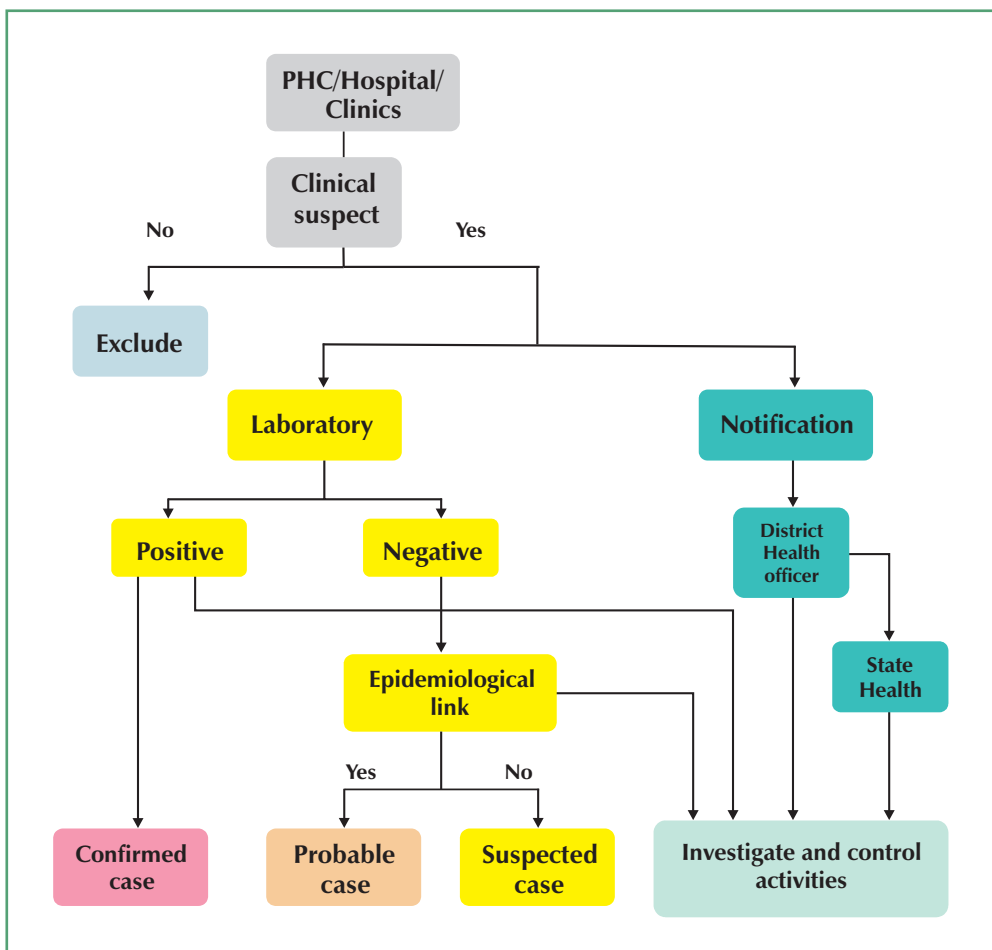 PHC/Hospital/
Clinics
Clinical
suspect
No
Yes
Exclude
Laboratory
Notification
Positive
Negative
District
Health
officer
Epidemiological
link
State
Health
Yes
No
Confirmed
case
Probable
case
Suspected
case
Investigate and control
activities